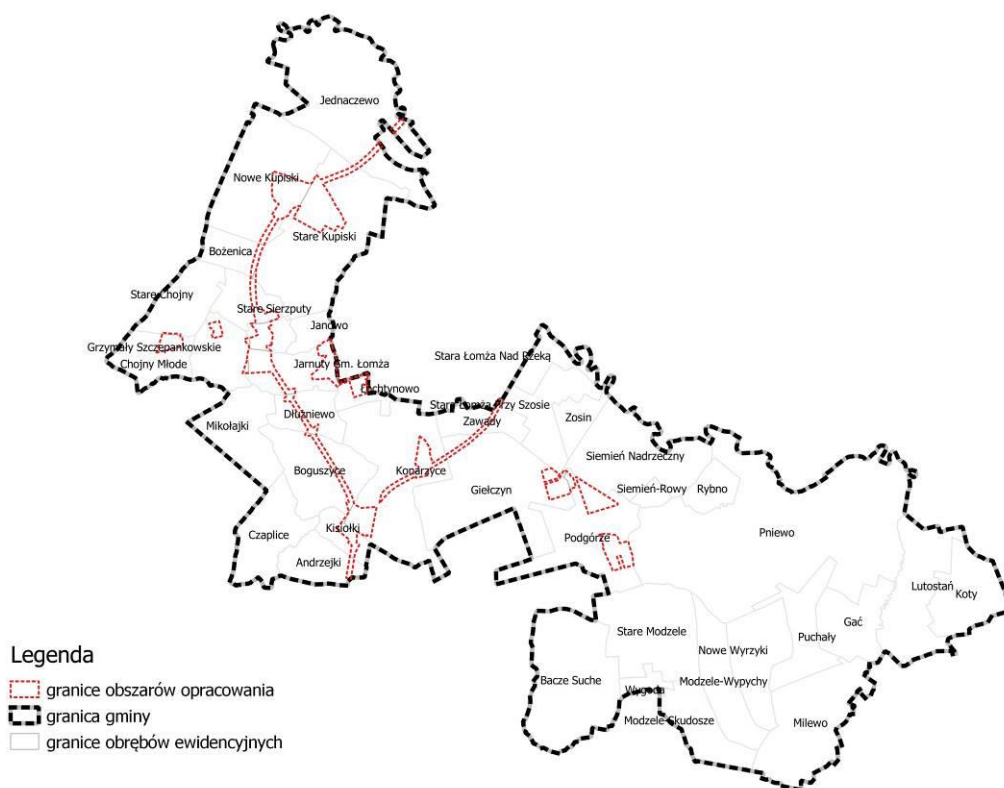 Jednaczewo
Nowe Kupiski
Stare Kupiski
Bożenica
Stare Chojny
Stare Sierzputy
Janowo
Grzymały Szczepankowskie
Chojny Młode
Jarnuty Gm. Łomża
Łochtynowo
Stara Łomża Nad Rzeką
Stara Łomża Przy Szosie
Zawady
Zosin
Mikołajki
Dłużniewo
Siemień Nadrzeczny
Boguszyce
Konarzyce
Giełczyn
Siemień-Rowy
Rybno
Czaplice
Kisiołki
Podgórze
Pniewo
Andrzejki
Lutostań
Koty
Gać
Puchały
Stare Modzele
Nowe Wyrzyki
Bacze Suche
Wygoda
Modzele-Wypychy
Modzele-Skudosze
Milewo
Legenda
granice obszarów opracowania
granica gminy
granice obrębów ewidencyjnych